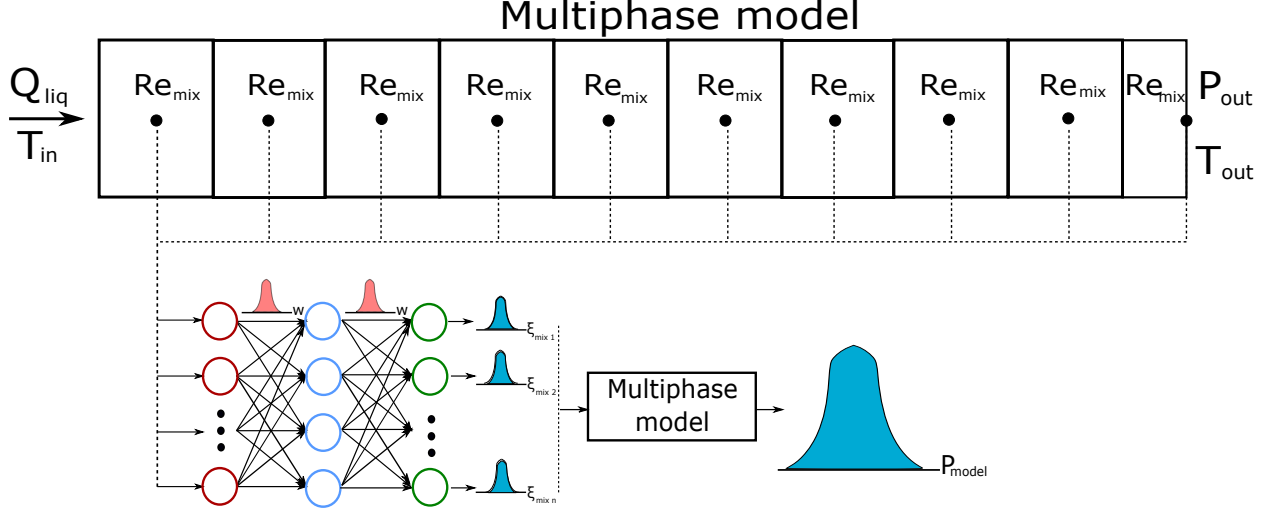 Multiphase model
Q liq
T in
Re mix Re mix Re mix Re mix Re mix Re mix Re mix Re mix Re mix Re mix
P out
T out
w w
ξ mix 1
ξ mix 2
ξ mix n
Multiphase
model
P model